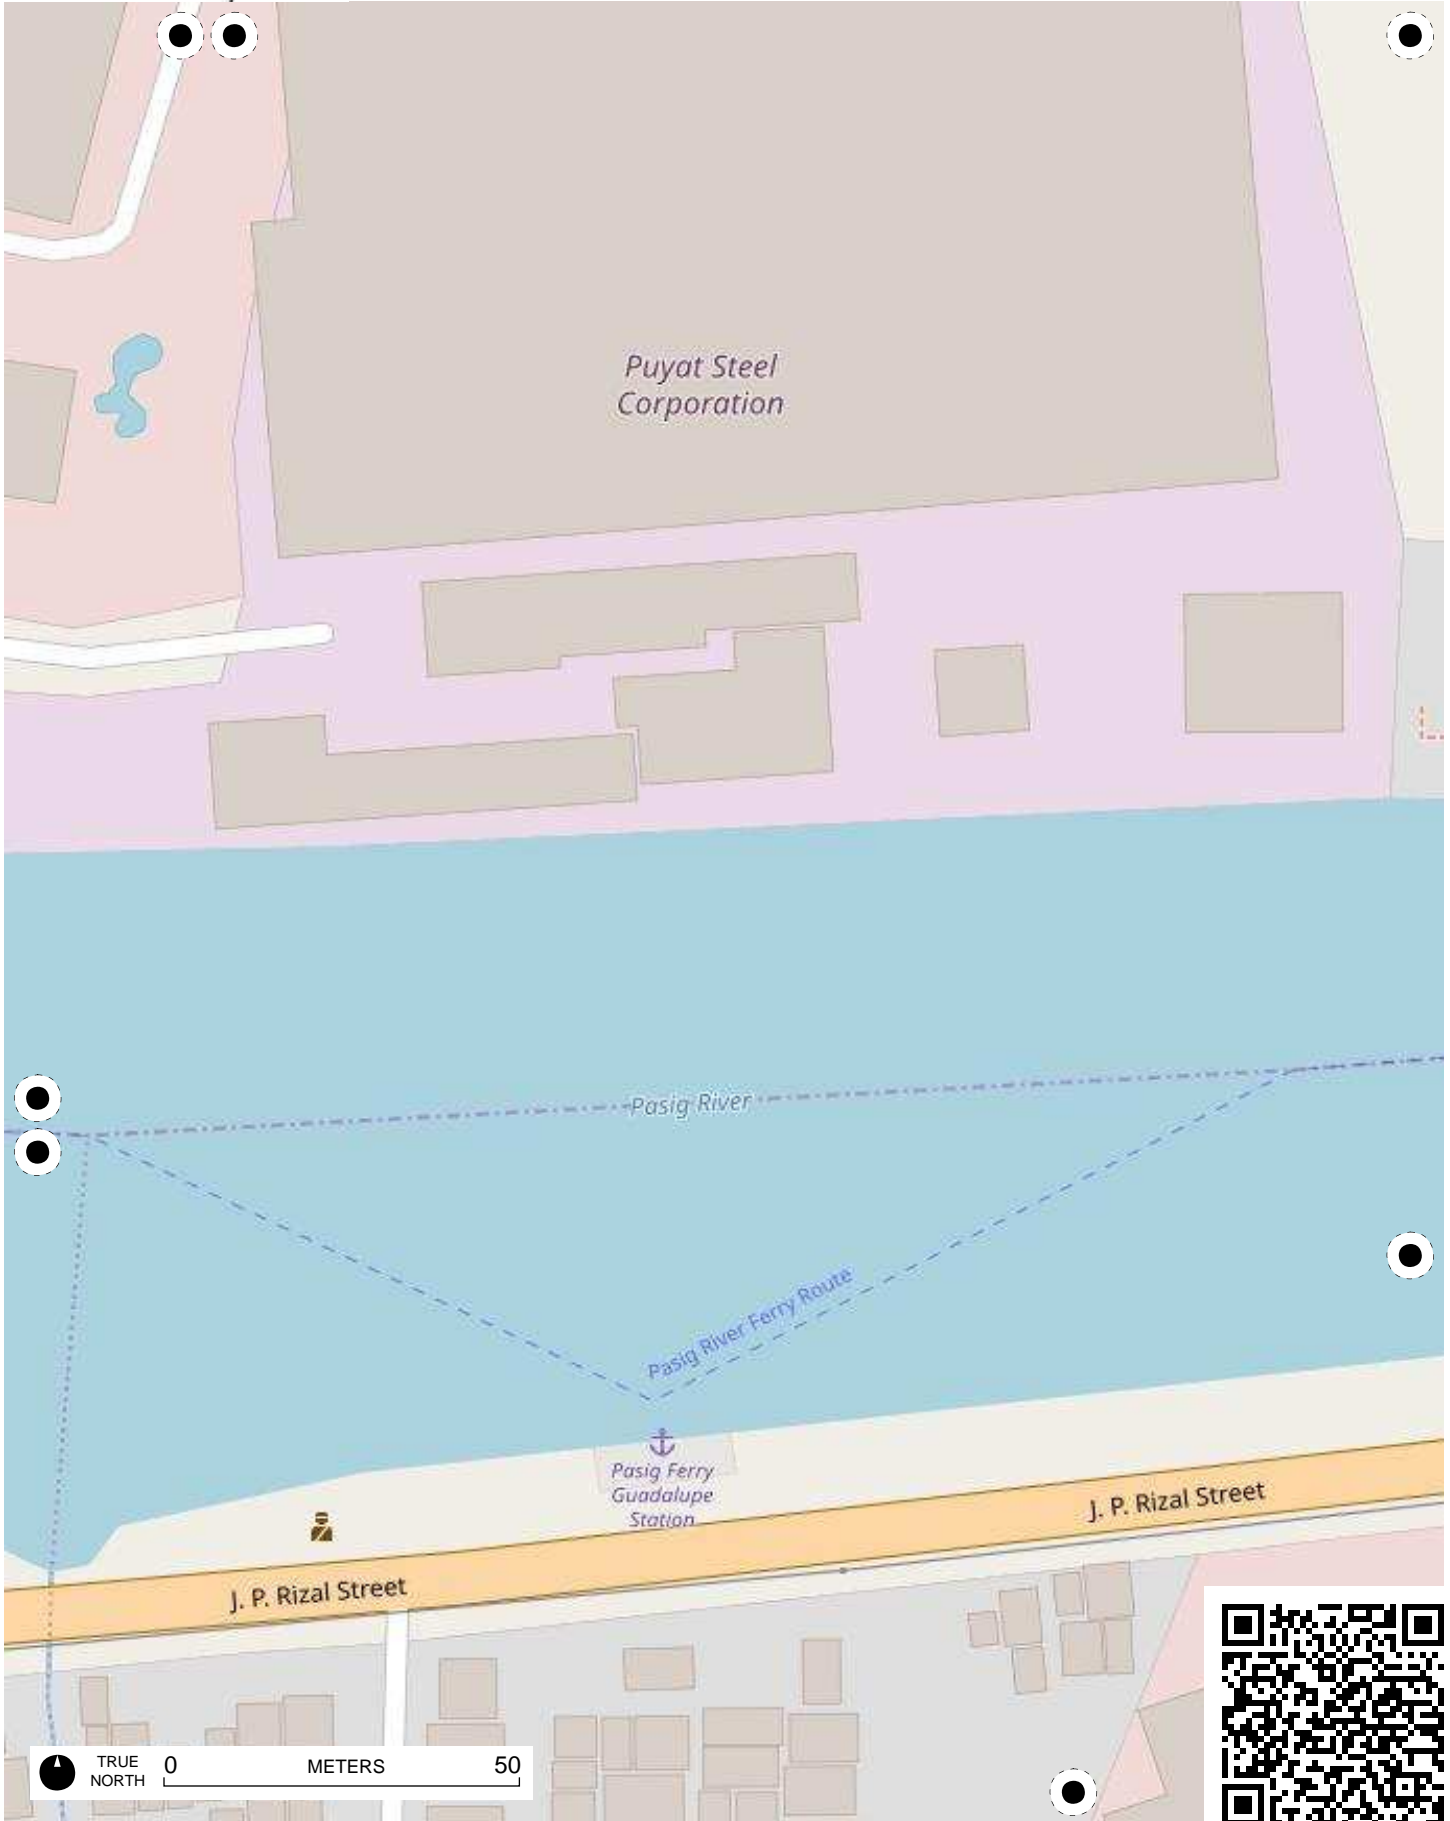 Puyat Steel
Corporation
Pasig River
Pasig River Ferry Route
Pasig Ferry
Guadalupe
Station
J. P. Rizal Street
J. P. Rizal Street
TRUE
NORTH
0 METERS 50